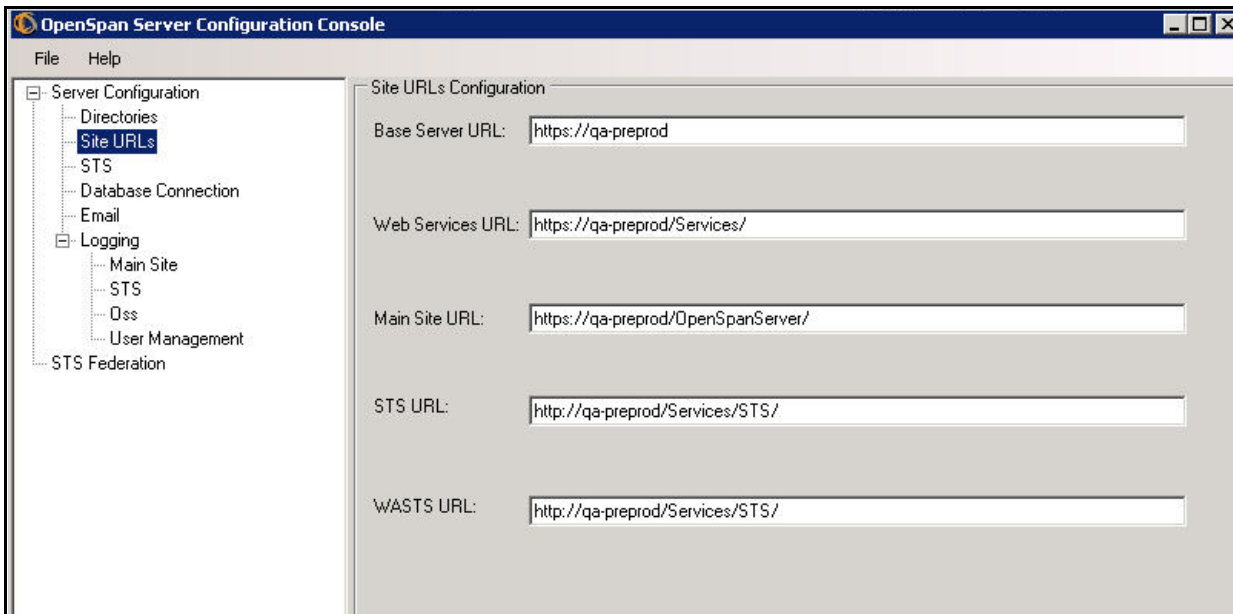 OpenSpan Server Configuration Console
File Help
Server Configuration
Directories
Site URLs
STS
Database Connection
Email
Logging
Main Site
STS
Oss
User Management
STS Federation
Site URLs Configuration
Base Server URL: https://qa-preprod
Web Services URL: https://qa-preprod/Services/
Main Site URL: https://qa-preprod/OpenSpanServer/
STS URL: http://qa-preprod/Services/STS/
WASTS URL: http://qa-preprod/Services/STS/